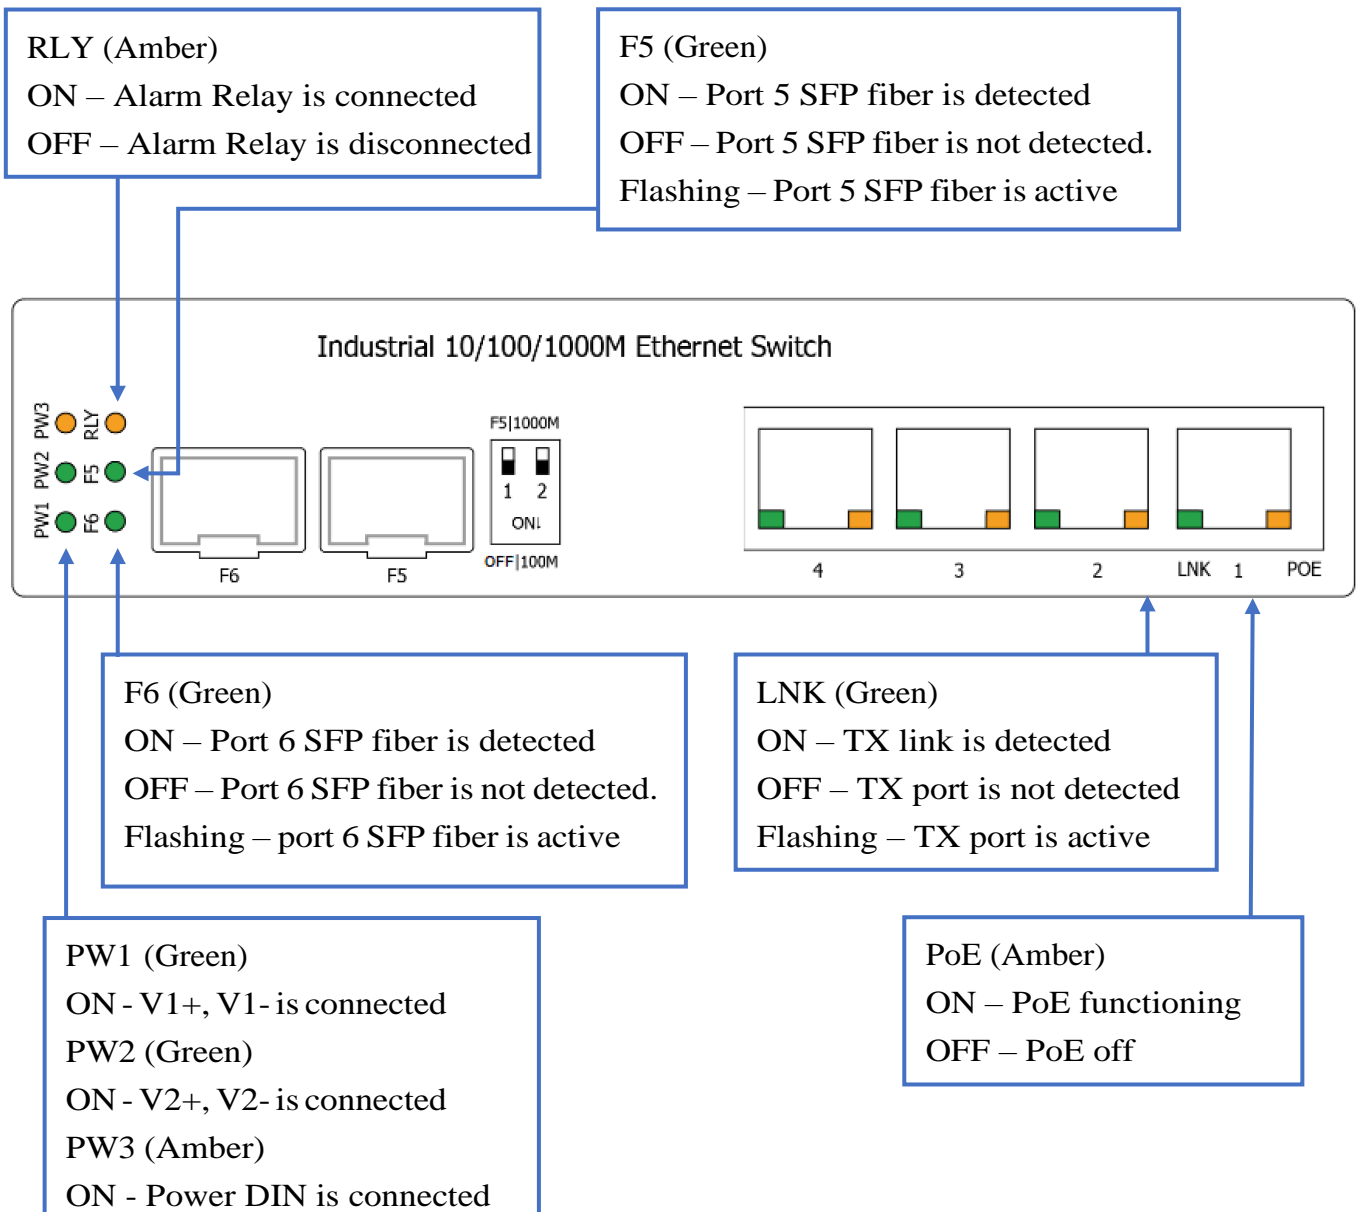 RLY (Amber)
ON – Alarm Relay is connected
OFF – Alarm Relay is disconnected
F5 (Green)
ON – Port 5 SFP fiber is detected
OFF – Port 5 SFP fiber is not detected.
Flashing – Port 5 SFP fiber is active
Industrial 10/100/1000M Ethernet Switch
PW3 RLY
PW2 F5
PW1 F6
F6
F5
F5|1000M
1 2
ON↓
OFF|100M
4
3
2
LNK 1 POE
F6 (Green)
ON – Port 6 SFP fiber is detected
OFF – Port 6 SFP fiber is not detected.
Flashing – port 6 SFP fiber is active
LNK (Green)
ON – TX link is detected
OFF – TX port is not detected
Flashing – TX port is active
PW1 (Green)
ON - V1+, V1- is connected
PW2 (Green)
ON - V2+, V2- is connected
PW3 (Amber)
ON - Power DIN is connected
PoE (Amber)
ON – PoE functioning
OFF – PoE off